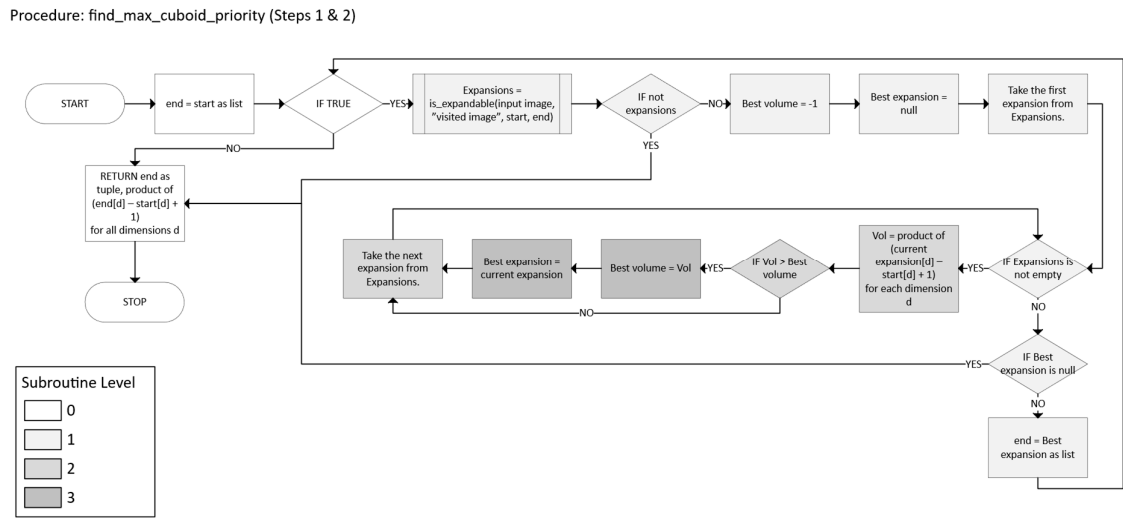 Procedure: find_max_cuboid_priority (Steps 1 & 2)
START
end = start as list
IF TRUE
YES
Expansions =
is_expandable(input image,
"visited image", start, end)
IF not
expansions
NO
Best volume = -1
Best expansion =
null
Take the first
expansion from
Expansions.
NO
YES
RETURN end as
tuple, product of
(end[d] – start[d] +
1)
for all dimensions d
STOP
Take the next
expansion from
Expansions.
Best expansion =
current expansion
Best volume = Vol
YES
IF Vol > Best
volume
Vol = product of
(current
expansion[d] –
start[d] + 1)
for each dimension
d
YES
IF Expansions is
not empty
NO
NO
YES
IF Best
expansion is null
NO
end = Best
expansion as list
Subroutine Level
0
1
2
3